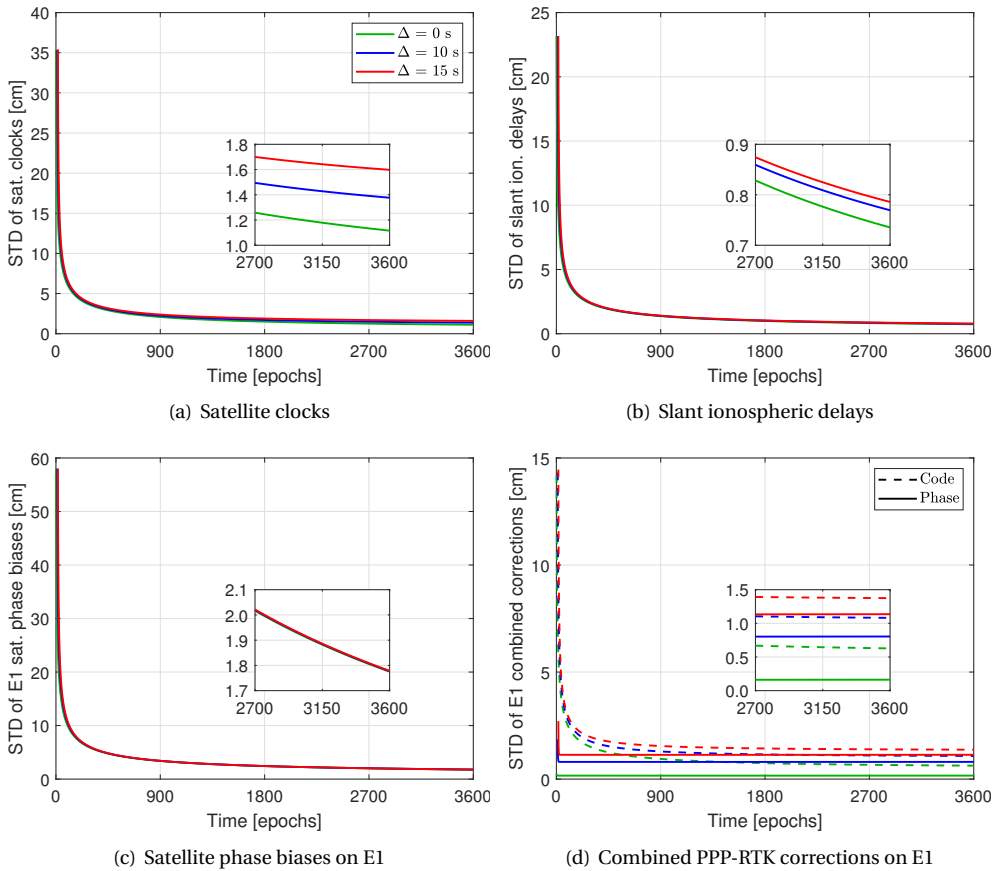 STD of sat. clocks [cm]
40
35
30
25
20
15
10
5
0
Δ = 0 s
Δ = 10 s
Δ = 15 s
1.8
1.6
1.4
1.2
1.0
2700 3150 3600
0 900 1800 2700 3600
Time [epochs]
(a) Satellite clocks
STD of slant ion. delays [cm]
25
20
15
10
5
0
0.9
0.8
0.7
2700 3150 3600
0 900 1800 2700 3600
Time [epochs]
(b) Slant ionospheric delays
STD of E1 sat. phase biases [cm]
60
50
40
30
20
10
0
2.1
2.0
1.9
1.8
1.7
2700 3150 3600
0 900 1800 2700 3600
Time [epochs]
(c) Satellite phase biases on E1
STD of E1 combined corrections [cm]
15
10
5
0
Code
Phase
1.5
1.0
0.5
0.0
2700 3150 3600
0 900 1800 2700 3600
Time [epochs]
(d) Combined PPP-RTK corrections on E1